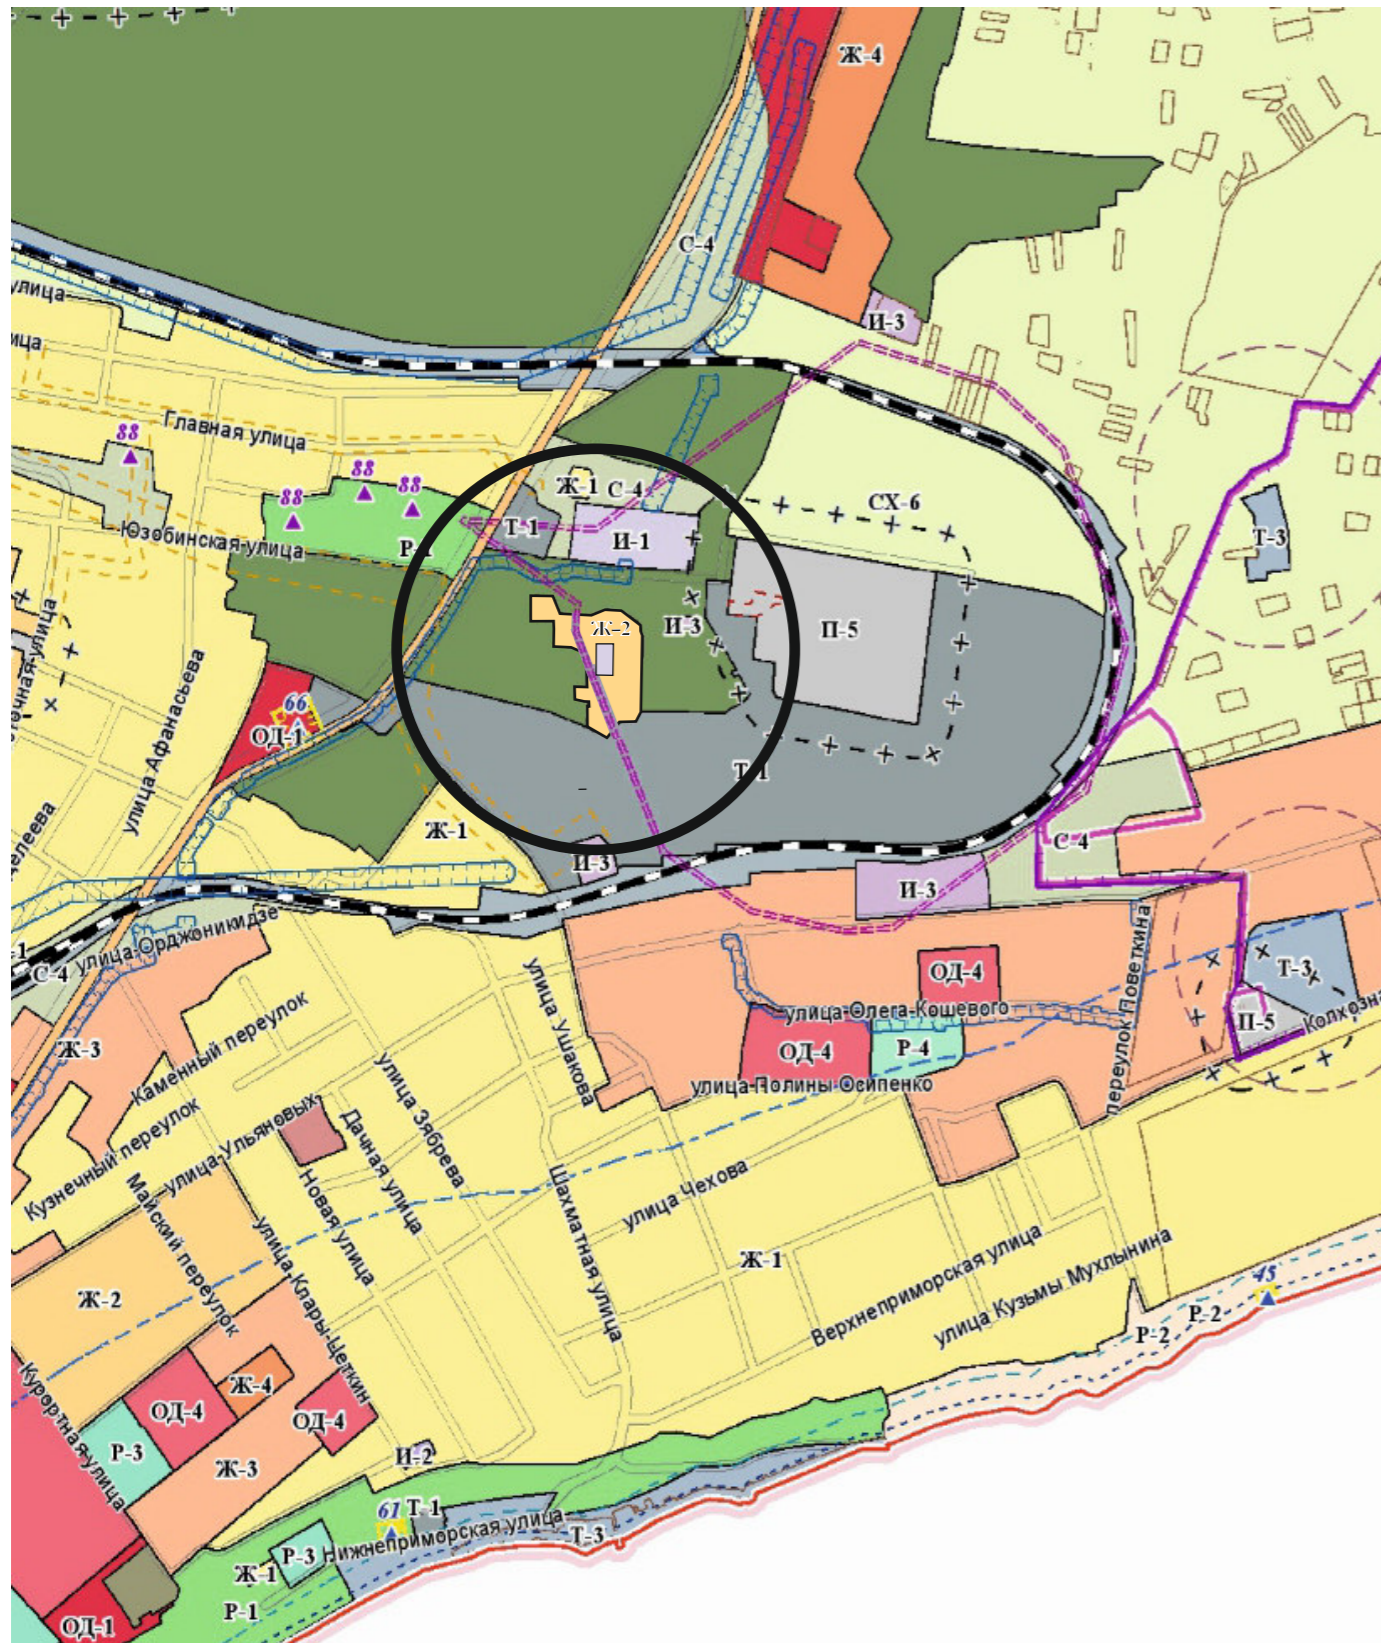 Ж-4
С-4
улица
И-3
ица
88
Главная улица
88
88
88
Ж-1
С-4
СХ-6
Т-1
Т-3
Юзобинская улица
И-1
И-3
Ж-2
П-5
улица Афанасьева
66
ОД-1
Ж-1
И-3
С-4
И-3
улица Орджоникидзе
С-4
ОД-4
Т-3
переулок Поветкина
улица Ушакова
улица Олега Кошевого
П-5
Ж-3
ОД-4
Р-4
Каменный переулок
улица Полины Осипенко
улица Зябрева
Кузнечный переулок
улица Ульяновых
Дачная улица
Майский переулок
Новая улица
улица Клары Цеткин
Шахматная улица
улица Чехова
Ж-1
Верхнеприморская улица
улица Кузьмы Мухлынина
45
Р-2
Р-2
Ж-2
Курортная улица
Ж-4
ОД-4
ОД-4
Р-3
Ж-3
И-2
61
Т-1
Нижнеприморская улица
Т-3
Р-3
Ж-1
Р-1
ОД-1